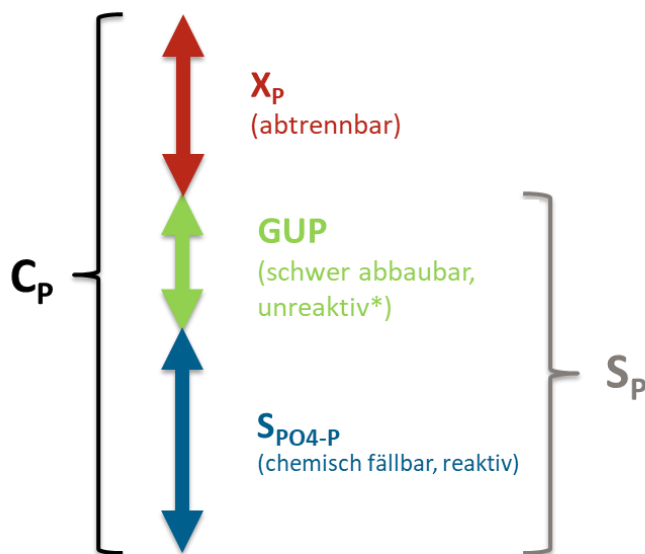 X_P
(abtrennbar)
GUP
(schwer abbaubar,
unreaktiv*)
C_P
S_P
S_PO4-P
(chemisch fällbar, reaktiv)